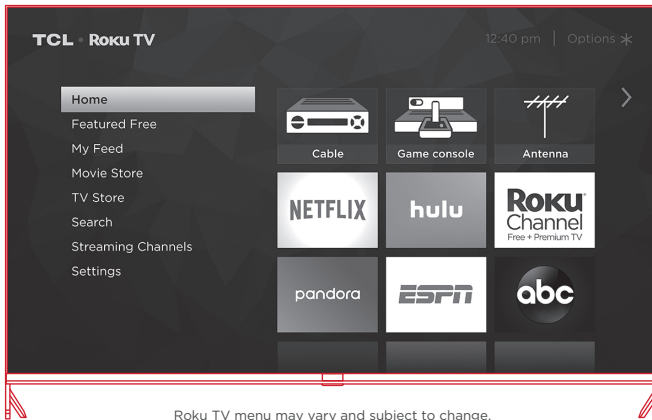 TCL • ROKU TV
12:40 pm | Options
Home
Featured Free
My Feed
Movie Store
TV Store
Search
Streaming Channels
Settings
Cable
Game console
Antenna
NETFLIX
hulu
ROKU
Channel
Free + Premium TV
pandora
ESPN
abc
Roku TV menu may vary and subject to change.